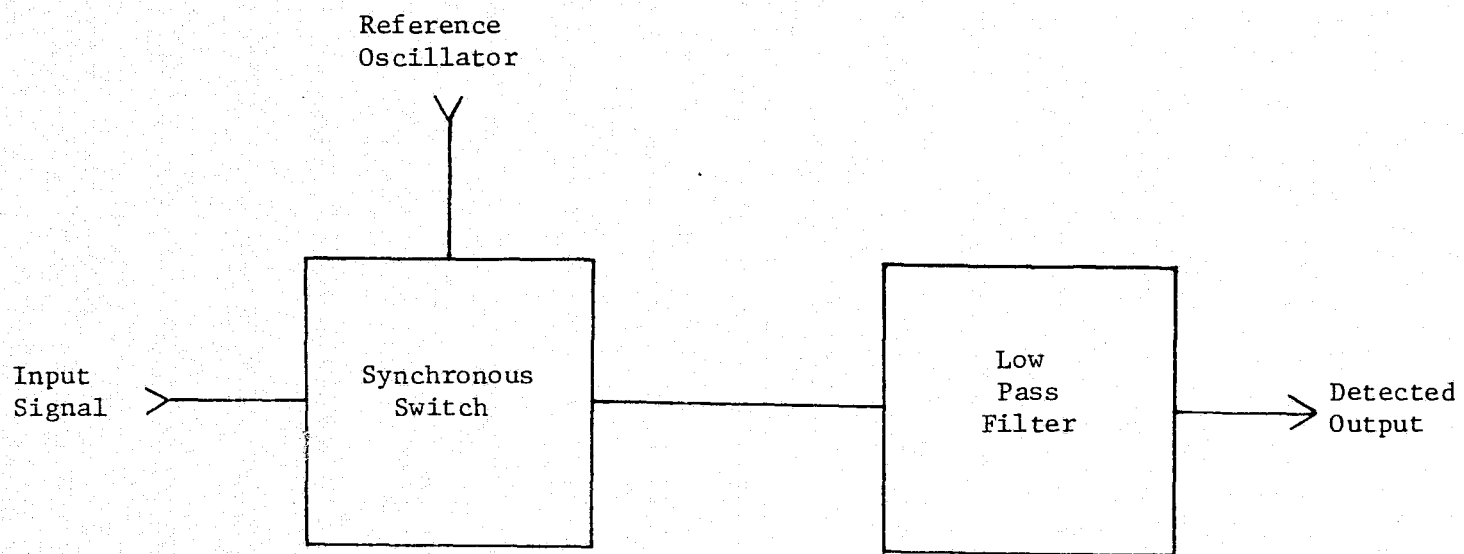 Reference
Oscillator
Input
Signal
Synchronous
Switch
Low
Pass
Filter
Detected
Output